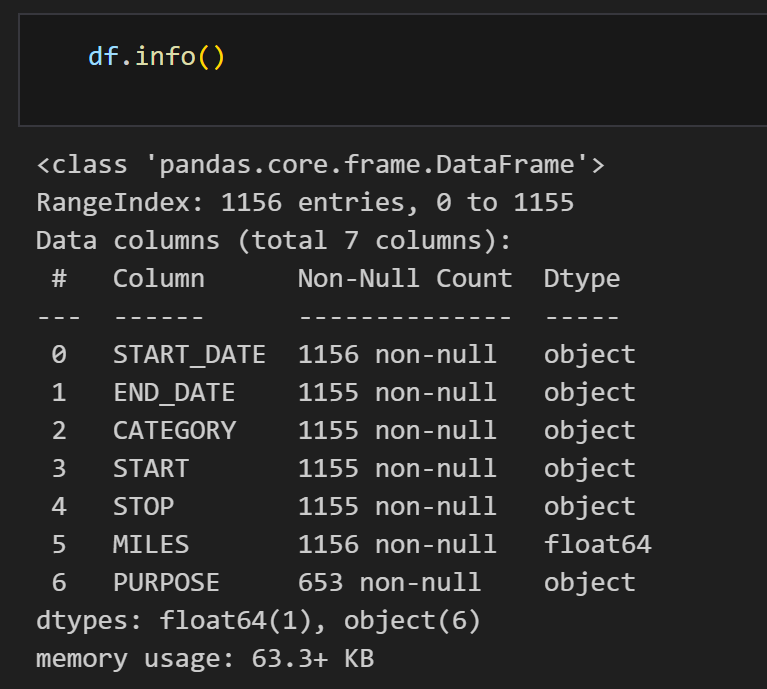 df.info()
<class 'pandas.core.frame.DataFrame'>
RangeIndex: 1156 entries, 0 to 1155
Data columns (total 7 columns):
 #   Column      Non-Null Count  Dtype
---  ------      --------------  -----
 0   START_DATE  1156 non-null   object
 1   END_DATE    1155 non-null   object
 2   CATEGORY    1155 non-null   object
 3   START       1155 non-null   object
 4   STOP        1155 non-null   object
 5   MILES       1156 non-null   float64
 6   PURPOSE     653 non-null    object
dtypes: float64(1), object(6)
memory usage: 63.3+ KB